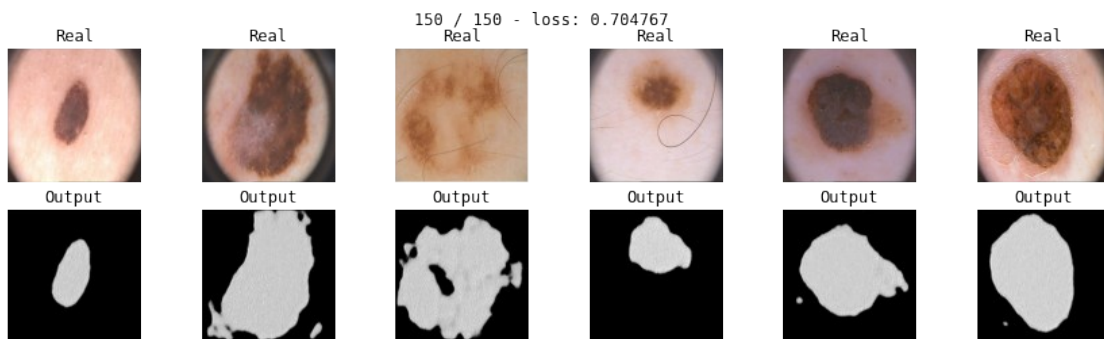 150 / 150 - loss: 0.704767
Real Real Real Real Real Real
Output Output Output Output Output Output